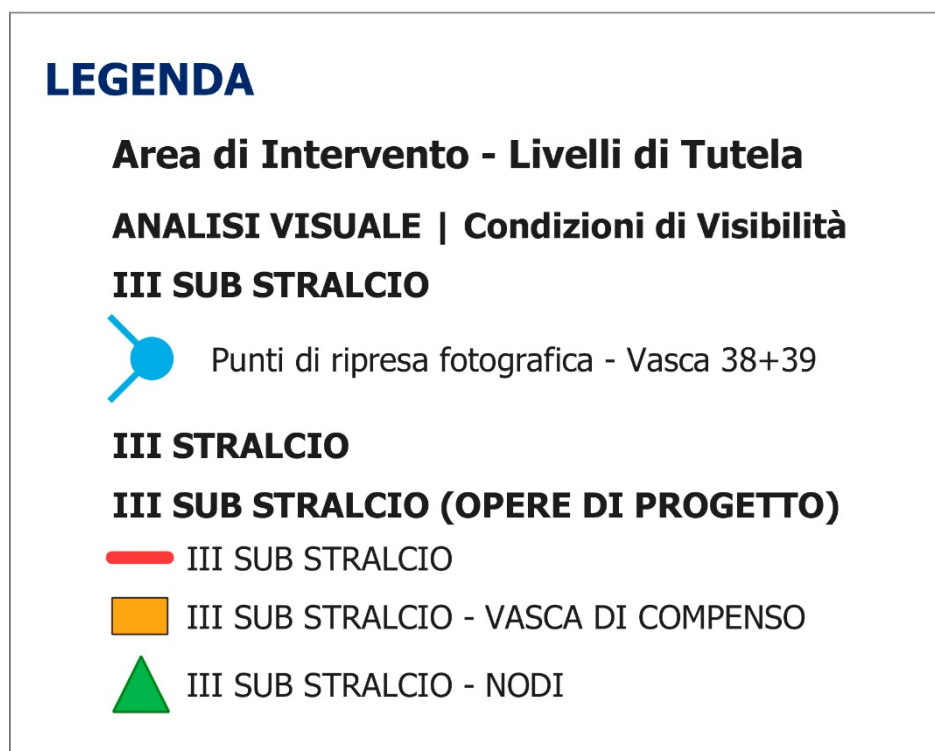 LEGENDA
Area di Intervento - Livelli di Tutela
ANALISI VISUALE | Condizioni di Visibilità
III SUB STRALCIO
Punti di ripresa fotografica - Vasca 38+39
III STRALCIO
III SUB STRALCIO (OPERE DI PROGETTO)
III SUB STRALCIO
III SUB STRALCIO - VASCA DI COMPENSO
III SUB STRALCIO - NODI